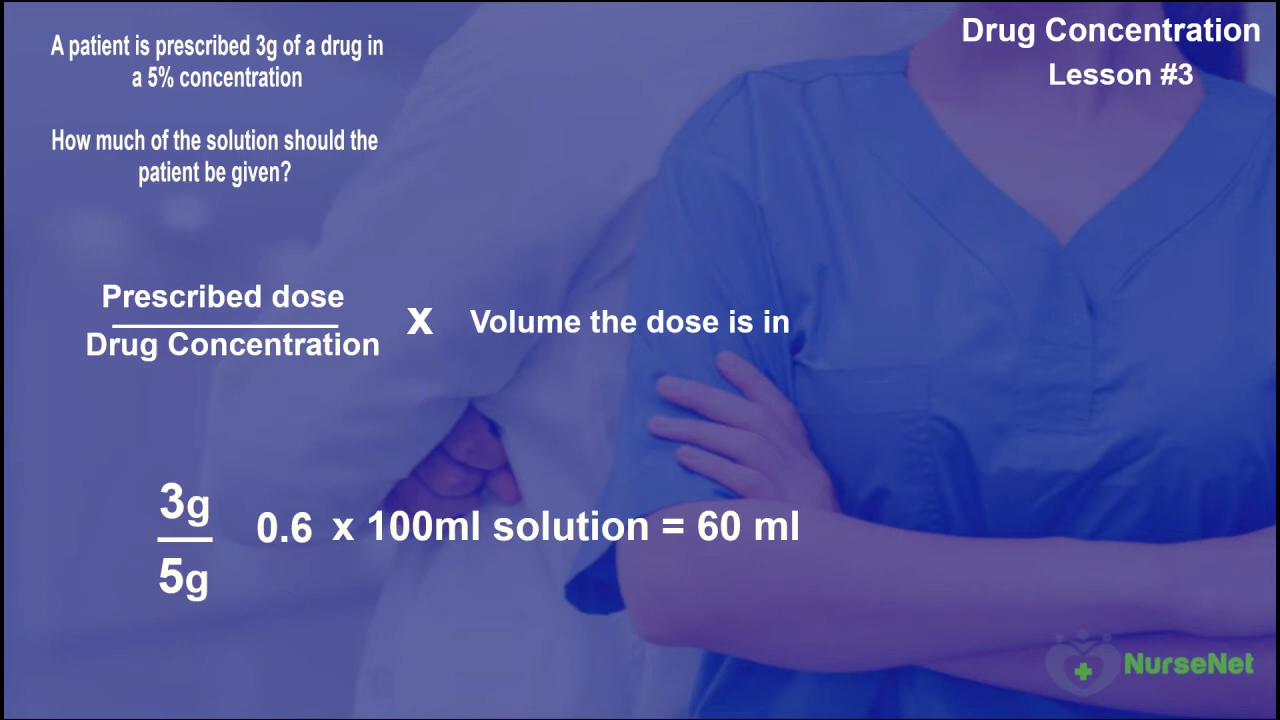 Drug Concentration
Lesson #3
A patient is prescribed 3g of a drug in
a 5% concentration
How much of the solution should the
patient be given?
Prescribed dose
Drug Concentration
x Volume the dose is in
3g
5g
0.6 x 100ml solution = 60 ml
NurseNet